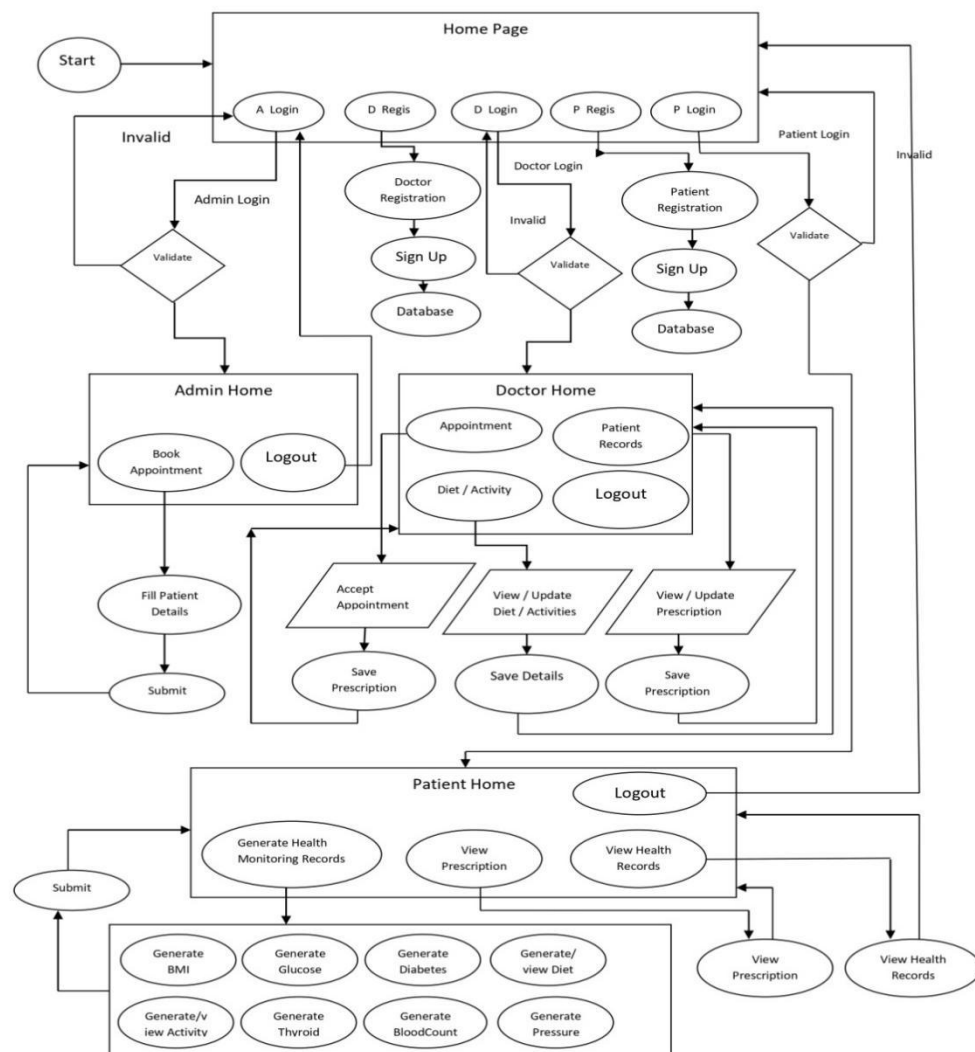 Home Page
Start
A Login
D Regis
D Login
P Regis
P Login
Invalid
Patient Login
Invalid
Doctor Login
Admin Login
Doctor
Registration
Invalid
Patient
Registration
Validate
Validate
Validate
Sign Up
Sign Up
Database
Database
Admin Home
Book
Appointment
Logout
Doctor Home
Appointment
Patient
Records
Diet / Activity
Logout
Fill Patient
Details
Submit
Accept
Appointment
View / Update
Diet / Activities
View / Update
Prescription
Save
Prescription
Save Details
Save
Prescription
Patient Home
Logout
Generate Health
Monitoring Records
View
Prescription
View Health
Records
Submit
View
Prescription
View Health
Records
Generate
BMI
Generate
Glucose
Generate
Diabetes
Generate/
view Diet
Generate/v
iew Activity
Generate
Thyroid
Generate
BloodCount
Generate
Pressure